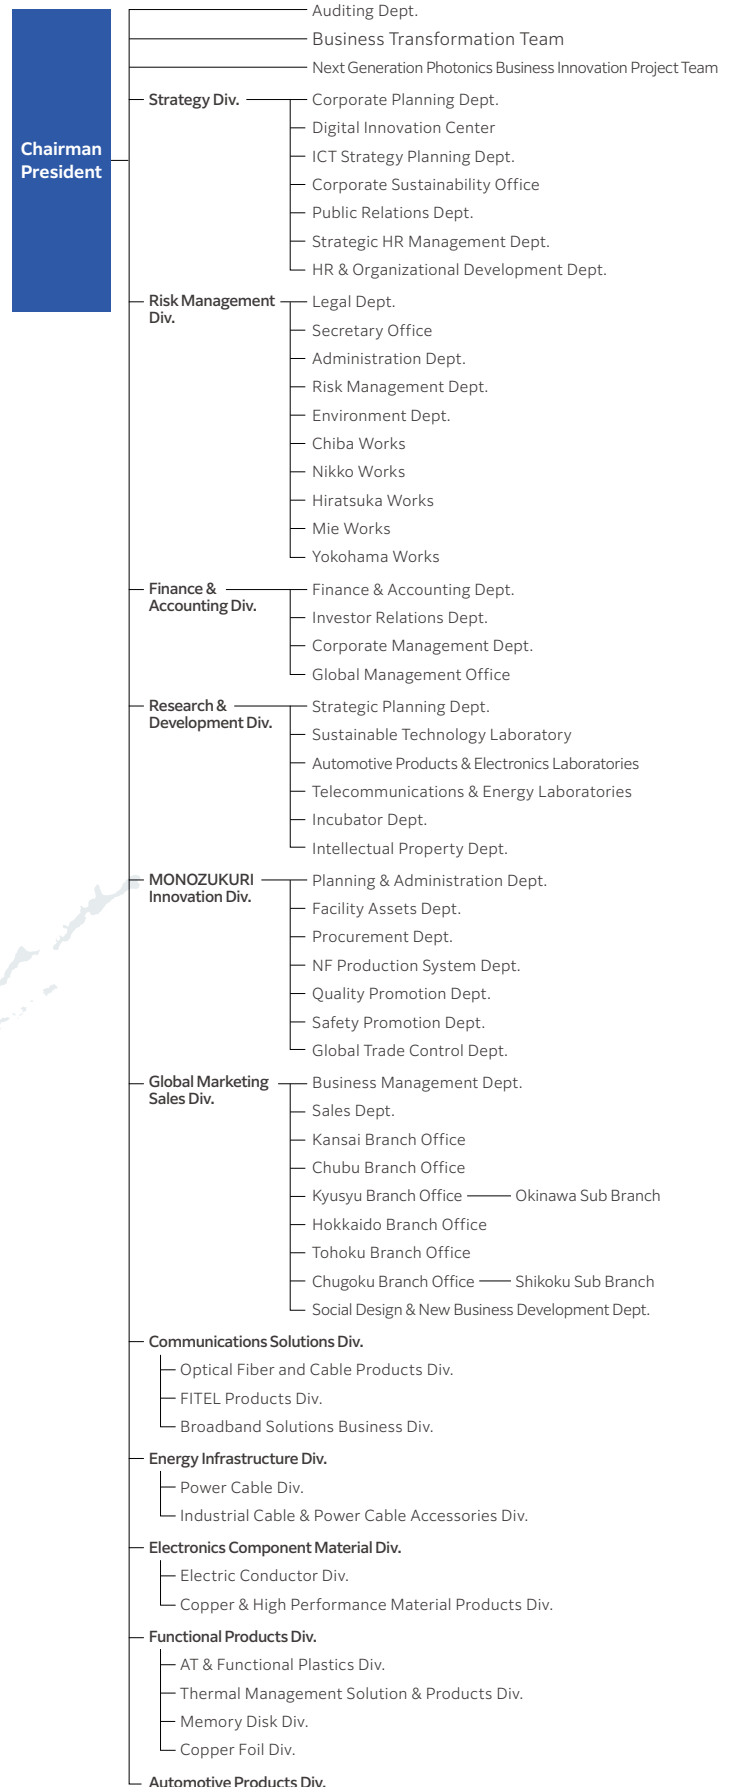 Auditing Dept.
Business Transformation Team
Next Generation Photonics Business Innovation Project Team
Chairman
President
Strategy Div.
Corporate Planning Dept.
Digital Innovation Center
ICT Strategy Planning Dept.
Corporate Sustainability Office
Public Relations Dept.
Strategic HR Management Dept.
HR & Organizational Development Dept.
Risk Management
Div.
Legal Dept.
Secretary Office
Administration Dept.
Risk Management Dept.
Environment Dept.
Chiba Works
Nikko Works
Hiratsuka Works
Mie Works
Yokohama Works
Finance &
Accounting Div.
Finance & Accounting Dept.
Investor Relations Dept.
Corporate Management Dept.
Global Management Office
Research &
Development Div.
Strategic Planning Dept.
Sustainable Technology Laboratory
Automotive Products & Electronics Laboratories
Telecommunications & Energy Laboratories
Incubator Dept.
Intellectual Property Dept.
MONOZUKURI
Innovation Div.
Planning & Administration Dept.
Facility Assets Dept.
Procurement Dept.
NF Production System Dept.
Quality Promotion Dept.
Safety Promotion Dept.
Global Trade Control Dept.
Global Marketing
Sales Div.
Business Management Dept.
Sales Dept.
Kansai Branch Office
Chubu Branch Office
Kyusyu Branch Office
Okinawa Sub Branch
Hokkaido Branch Office
Tohoku Branch Office
Chugoku Branch Office
Shikoku Sub Branch
Social Design & New Business Development Dept.
Communications Solutions Div.
Optical Fiber and Cable Products Div.
FITEL Products Div.
Broadband Solutions Business Div.
Energy Infrastructure Div.
Power Cable Div.
Industrial Cable & Power Cable Accessories Div.
Electronics Component Material Div.
Electric Conductor Div.
Copper & High Performance Material Products Div.
Functional Products Div.
AT & Functional Plastics Div.
Thermal Management Solution & Products Div.
Memory Disk Div.
Copper Foil Div.
Automotive Products Div.